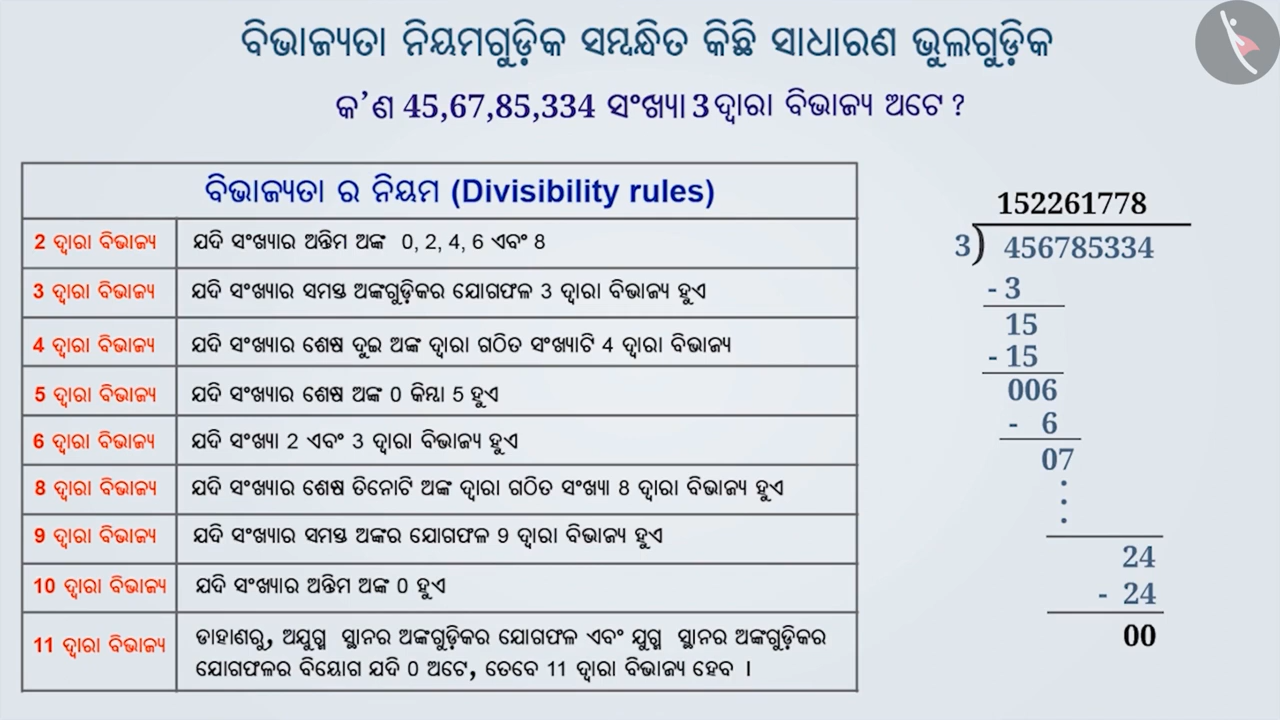 ବିଭାଜ୍ୟତା ନିୟମଗୁଡ଼ିକ ସମ୍ବନ୍ଧିତ କିଛି ସାଧାରଣ ଭୁଲଗୁଡ଼ିକ
କ'ଣ 45,67,85,334 ସଂଖ୍ୟା 3 ଦ୍ୱାରା ବିଭାଜ୍ୟ ଅଟେ ?
ବିଭାଜ୍ୟତା ର ନିୟମ (Divisibility rules)
2 ଦ୍ୱାରା ବିଭାଜ୍ୟ ଯଦି ସଂଖ୍ୟାର ଅନ୍ତିମ ଅଙ୍କ 0, 2, 4, 6 ଏବଂ 8
3 ଦ୍ୱାରା ବିଭାଜ୍ୟ ଯଦି ସଂଖ୍ୟାର ସମସ୍ତ ଅଙ୍କଗୁଡ଼ିକର ଯୋଗଫଳ 3 ଦ୍ୱାରା ବିଭାଜ୍ୟ ହୁଏ
4 ଦ୍ୱାରା ବିଭାଜ୍ୟ ଯଦି ସଂଖ୍ୟାର ଶେଷ ଦୁଇ ଅଙ୍କ ଦ୍ୱାରା ଗଠିତ ସଂଖ୍ୟାଟି 4 ଦ୍ୱାରା ବିଭାଜ୍ୟ
5 ଦ୍ୱାରା ବିଭାଜ୍ୟ ଯଦି ସଂଖ୍ୟାର ଶେଷ ଅଙ୍କ 0 କିମ୍ବା 5 ହୁଏ
6 ଦ୍ୱାରା ବିଭାଜ୍ୟ ଯଦି ସଂଖ୍ୟା 2 ଏବଂ 3 ଦ୍ୱାରା ବିଭାଜ୍ୟ ହୁଏ
8 ଦ୍ୱାରା ବିଭାଜ୍ୟ ଯଦି ସଂଖ୍ୟାର ଶେଷ ତିନୋଟି ଅଙ୍କ ଦ୍ୱାରା ଗଠିତ ସଂଖ୍ୟା 8 ଦ୍ୱାରା ବିଭାଜ୍ୟ ହୁଏ
9 ଦ୍ୱାରା ବିଭାଜ୍ୟ ଯଦି ସଂଖ୍ୟାର ସମସ୍ତ ଅଙ୍କର ଯୋଗଫଳ 9 ଦ୍ୱାରା ବିଭାଜ୍ୟ ହୁଏ
10 ଦ୍ୱାରା ବିଭାଜ୍ୟ ଯଦି ସଂଖ୍ୟାର ଅନ୍ତିମ ଅଙ୍କ 0 ହୁଏ
11 ଦ୍ୱାରା ବିଭାଜ୍ୟ ଡାହାଣରୁ, ଅଯୁଗ୍ମ ସ୍ଥାନର ଅଙ୍କଗୁଡ଼ିକର ଯୋଗଫଳ ଏବଂ ଯୁଗ୍ମ ସ୍ଥାନର ଅଙ୍କଗୁଡ଼ିକର
ଯୋଗଫଳର ବିୟୋଗ ଯଦି 0 ଅଟେ, ତେବେ 11 ଦ୍ୱାରା ବିଭାଜ୍ୟ ହେବ ।
152261778
3) 456785334
- 3
15
- 15
006
- 6
07
24
- 24
00